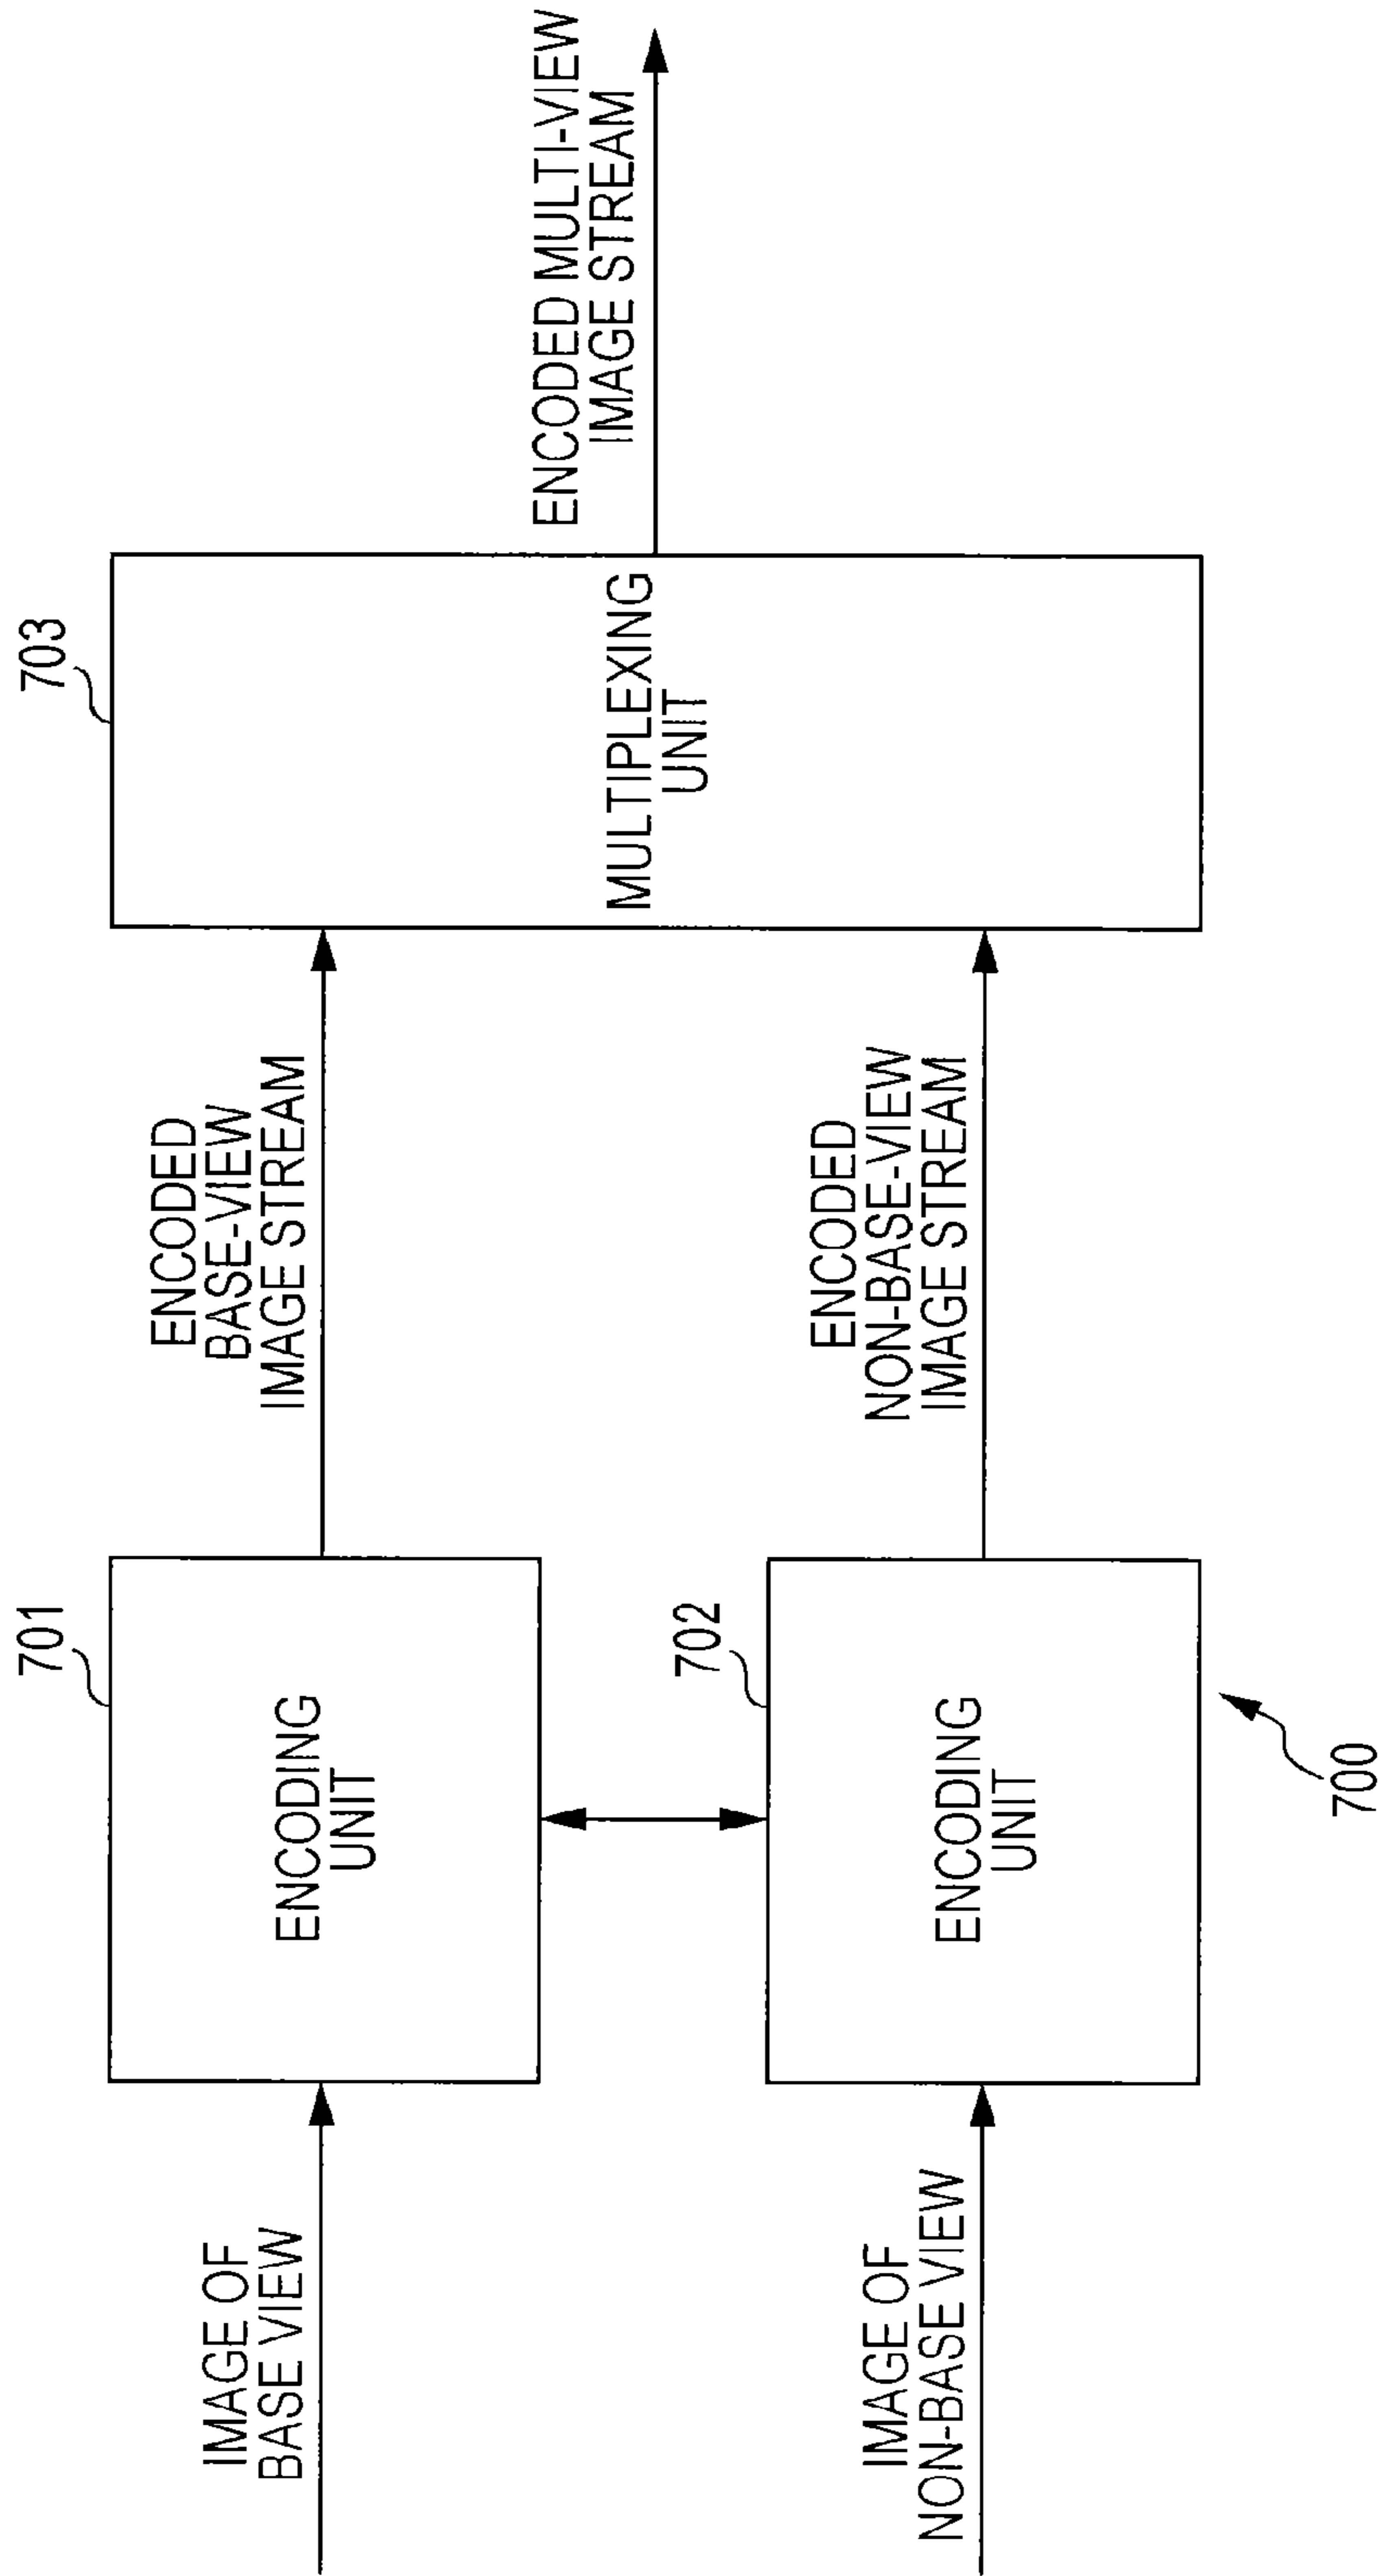 701
IMAGE OF
BASE VIEW
ENCODING
UNIT
ENCODED
BASE-VIEW
IMAGE STREAM
702
IMAGE OF
NON-BASE VIEW
ENCODING
UNIT
ENCODED
NON-BASE-VIEW
IMAGE STREAM
703
MULTIPLEXING
UNIT
ENCODED MULTI-VIEW
IMAGE STREAM
700